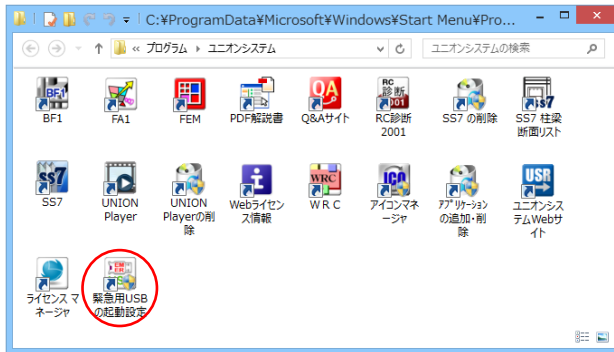 C:¥ProgramData¥Microsoft¥Windows¥Start Menu¥Pro...
« プログラム ▸ ユニオンシステム
ユニオンシステムの検索
BF1
FA1
FEM
PDF解説書
Q&Aサイト
RC診断
2001
SS7 の削除
SS7 柱梁
断面リスト
SS7
UNION
Player
UNION
Playerの削
除
Webライセン
ス情報
W R C
アイコンマネ
ージャ
アプリケーション
の追加・削
除
ユニオンシス
テムWebサ
イト
ライセンス マ
ネージャ
緊急用USB
の起動設定